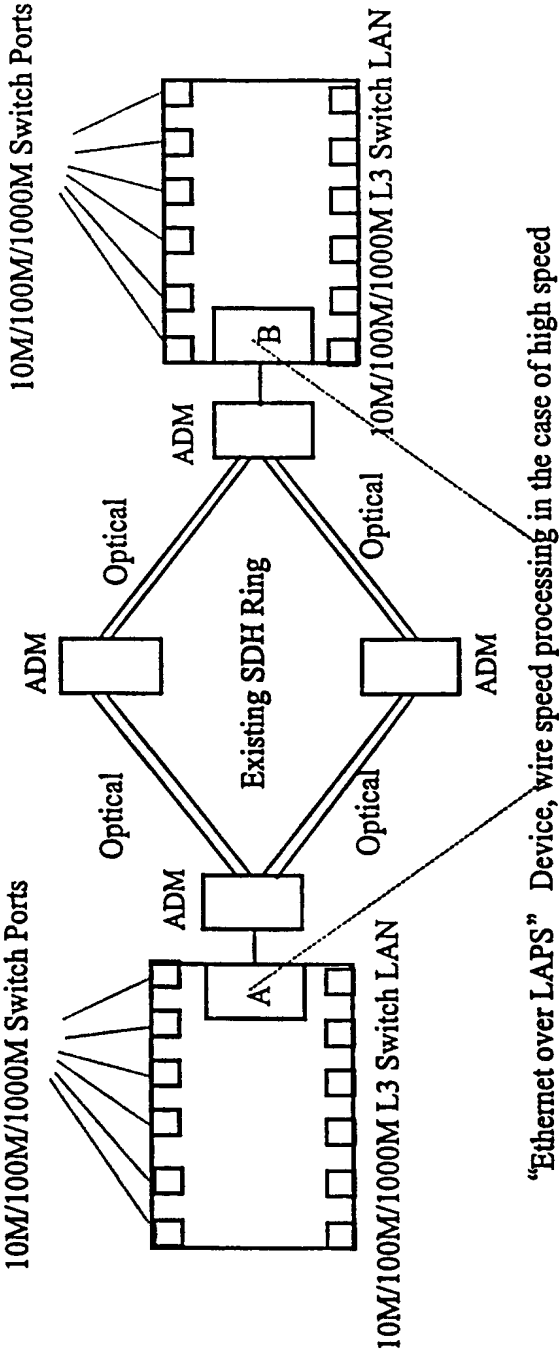 10M/100M/1000M Switch Ports
10M/100M/1000M Switch Ports
ADM
Optical
Optical
ADM
ADM
A
Existing SDH Ring
B
Optical
Optical
ADM
10M/100M/1000M L3 Switch LAN
10M/100M/1000M L3 Switch LAN
“Ethernet over LAPS” Device, wire speed processing in the case of high speed